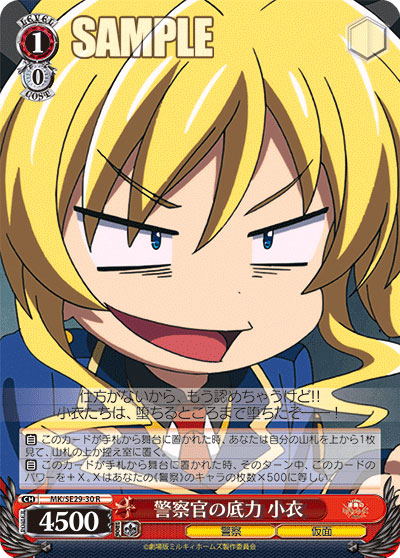 LEVEL
1
0
COST
SAMPLE
仕方がないから、もう認めちゃうけど!!
小衣たちは、堕ちるところまで堕ちたぞ――――!
自 このカードが手札から舞台に置かれた時、あなたは自分の山札を上から1枚
見て、山札の上か控え室に置く。
自 このカードが手札から舞台に置かれた時、そのターン中、このカードの
パワーを＋X。Xはあなたの《警察》のキャラの枚数×500に等しい。
CH
MK/SE29-30 R
POWER
4500
警察官の底力 小衣
警察
仮面
©劇場版ミルキィホームズ製作委員会